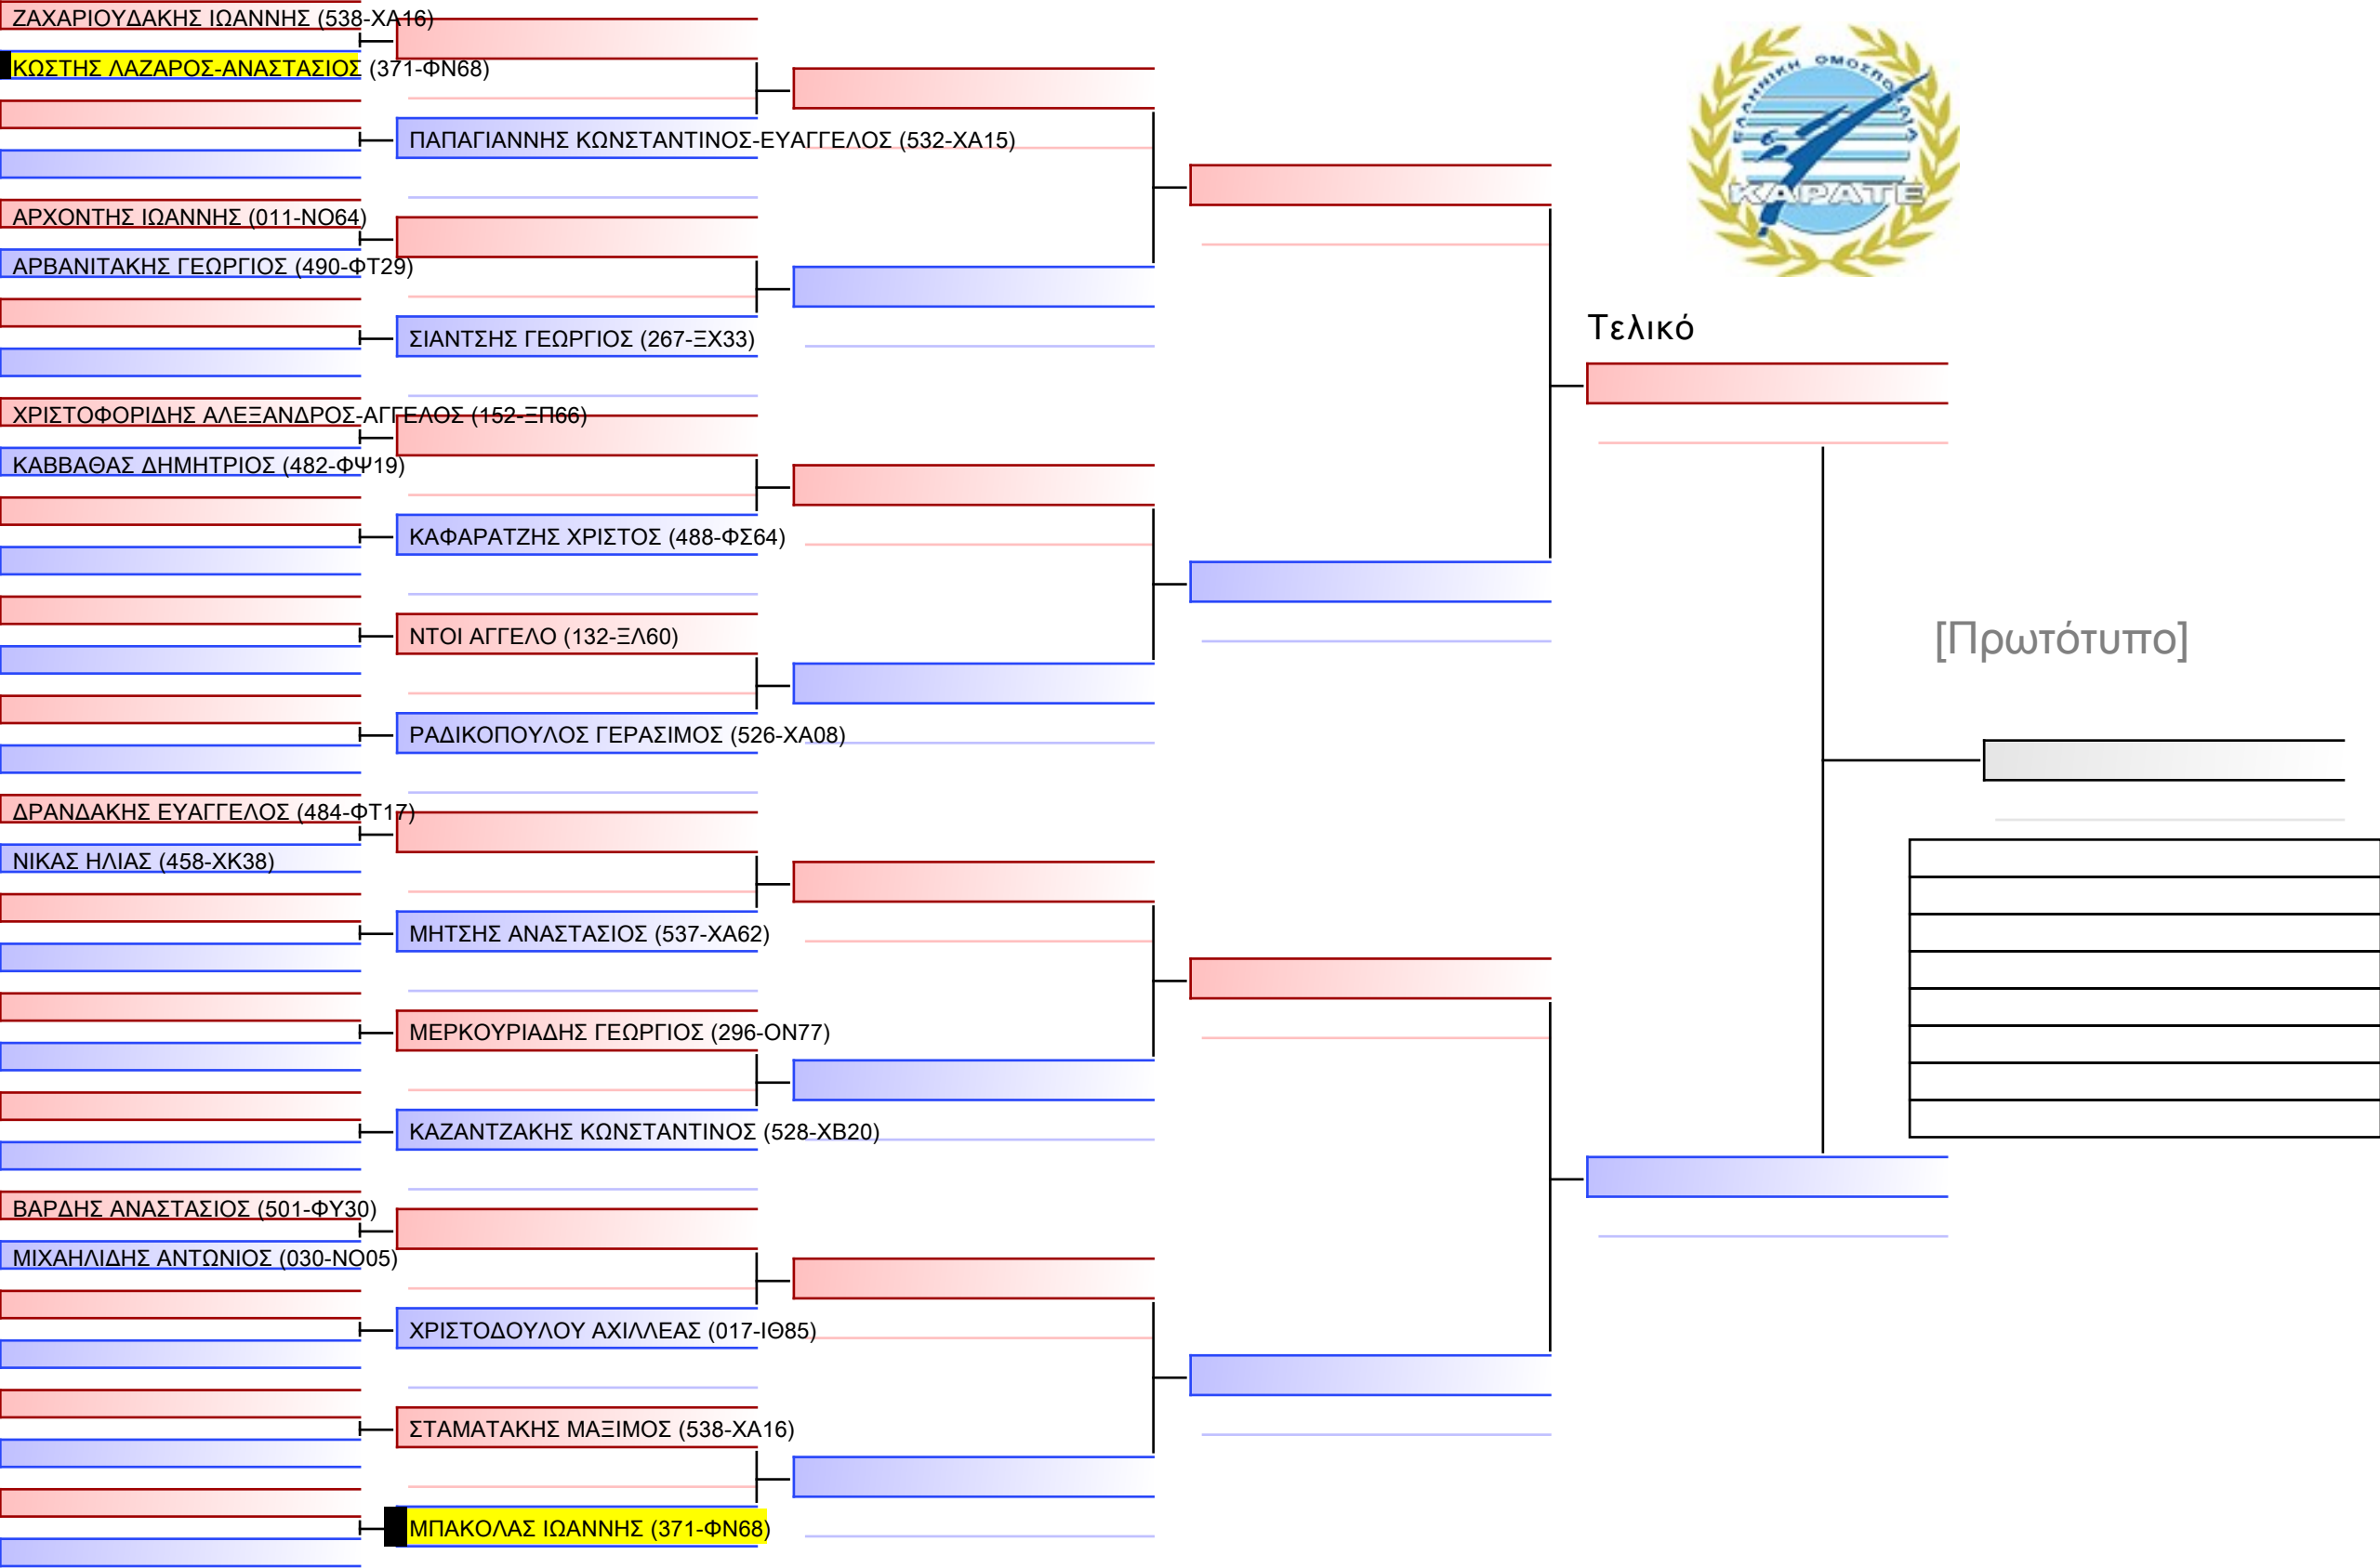 ΖΑΧΑΡΙΟΥΔΑΚΗΣ ΙΩΑΝΝΗΣ (538-ΧΑ16)
ΚΩΣΤΗΣ ΛΑΖΑΡΟΣ-ΑΝΑΣΤΑΣΙΟΣ (371-ΦΝ68)
ΠΑΠΑΓΙΑΝΝΗΣ ΚΩΝΣΤΑΝΤΙΝΟΣ-ΕΥΑΓΓΕΛΟΣ (532-ΧΑ15)
ΑΡΧΟΝΤΗΣ ΙΩΑΝΝΗΣ (011-ΝΟ64)
ΑΡΒΑΝΙΤΑΚΗΣ ΓΕΩΡΓΙΟΣ (490-ΦΤ29)
ΣΙΑΝΤΣΗΣ ΓΕΩΡΓΙΟΣ (267-ΞΧ33)
ΧΡΙΣΤΟΦΟΡΙΔΗΣ ΑΛΕΞΑΝΔΡΟΣ-ΑΓΓΕΛΟΣ (152-ΞΠ66)
ΚΑΒΒΑΘΑΣ ΔΗΜΗΤΡΙΟΣ (482-ΦΨ19)
ΚΑΦΑΡΑΤΖΗΣ ΧΡΙΣΤΟΣ (488-ΦΣ64)
ΝΤΟΙ ΑΓΓΕΛΟ (132-ΞΛ60)
ΡΑΔΙΚΟΠΟΥΛΟΣ ΓΕΡΑΣΙΜΟΣ (526-ΧΑ08)
ΔΡΑΝΔΑΚΗΣ ΕΥΑΓΓΕΛΟΣ (484-ΦΤ17)
ΝΙΚΑΣ ΗΛΙΑΣ (458-ΧΚ38)
ΜΗΤΣΗΣ ΑΝΑΣΤΑΣΙΟΣ (537-ΧΑ62)
ΜΕΡΚΟΥΡΙΑΔΗΣ ΓΕΩΡΓΙΟΣ (296-ΟΝ77)
ΚΑΖΑΝΤΖΑΚΗΣ ΚΩΝΣΤΑΝΤΙΝΟΣ (528-ΧΒ20)
ΒΑΡΔΗΣ ΑΝΑΣΤΑΣΙΟΣ (501-ΦΥ30)
ΜΙΧΑΗΛΙΔΗΣ ΑΝΤΩΝΙΟΣ (030-ΝΟ05)
ΧΡΙΣΤΟΔΟΥΛΟΥ ΑΧΙΛΛΕΑΣ (017-ΙΘ85)
ΣΤΑΜΑΤΑΚΗΣ ΜΑΞΙΜΟΣ (538-ΧΑ16)
ΜΠΑΚΟΛΑΣ ΙΩΑΝΝΗΣ (371-ΦΝ68)
ΕΛΛΗΝΙΚΗ ΟΜΟΣΠΟΝΔΙΑ
ΚΑΡΑΤΕ
Τελικό
[Πρωτότυπο]